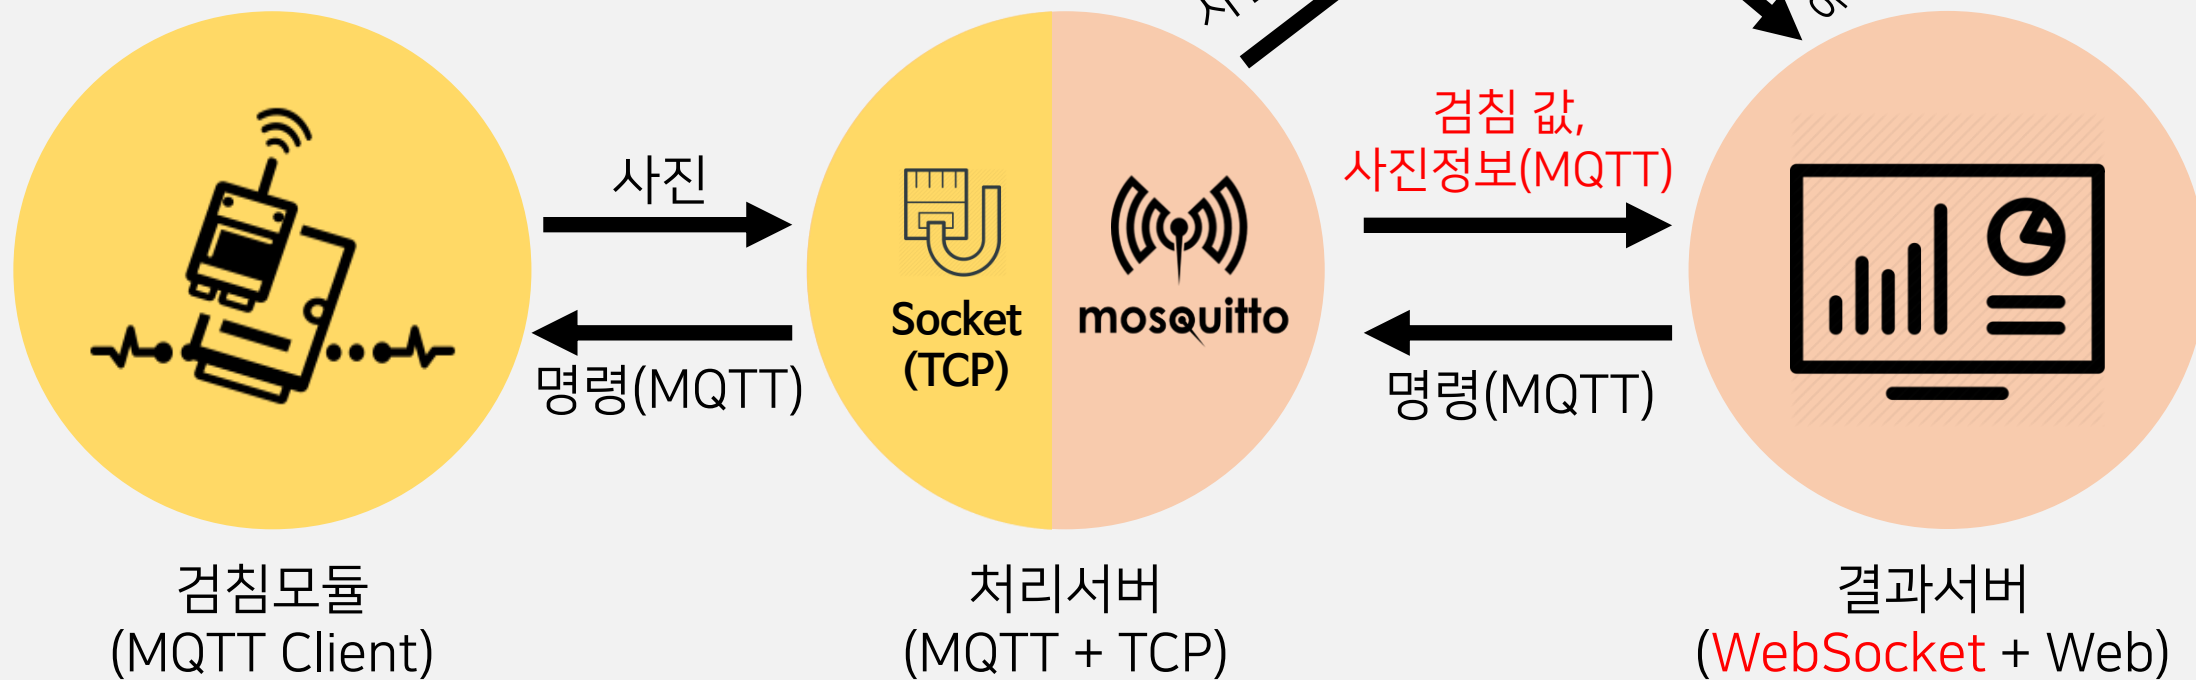 검침 값,
사진정보(MQTT)
사진
명령(MQTT)
명령(MQTT)
Socket
(TCP)
mosquitto
검침모듈
(MQTT Client)
처리서버
(MQTT + TCP)
결과서버
(WebSocket + Web)